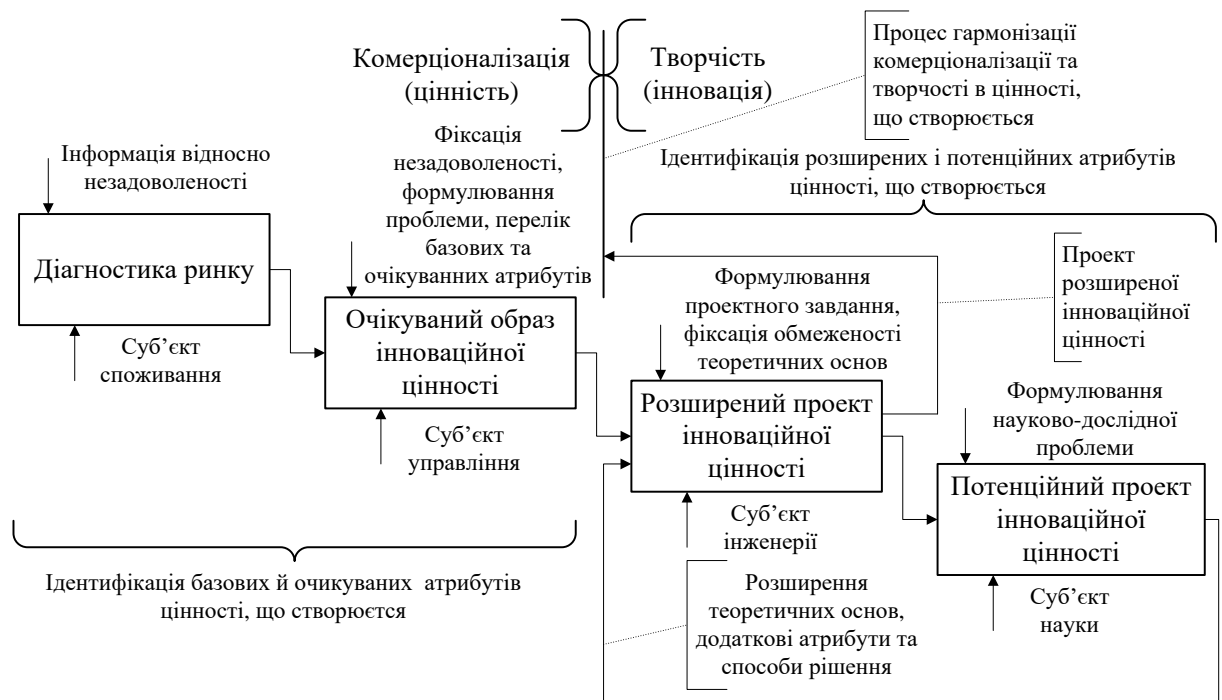 Комерціоналізація
(цінність)
Творчість
(інновація)
Процес гармонізації
комерціоналізації та
творчості в цінності,
що створюється
Інформація відносно
незадоволеності
Фіксація
незадоволеності,
формулювання
проблеми, перелік
базових та
очікуванних атрибутів
Ідентифікація розширених і потенційних атрибутів
цінності, що створюється
Діагностика ринку
Суб’єкт
споживання
Очікуваний образ
інноваційної
цінності
Суб’єкт
управління
Формулювання
проектного завдання,
фіксація обмеженості
теоретичних основ
Проект
розширеної
інноваційної
цінності
Розширений проект
інноваційної
цінності
Суб’єкт
інженерії
Формулювання
науково-дослідної
проблеми
Потенційний проект
інноваційної
цінності
Суб’єкт
науки
Ідентифікація базових й очикуваних атрибутів
цінності, що створюєтся
Розширення
теоретичних основ,
додаткові атрибути та
способи рішення